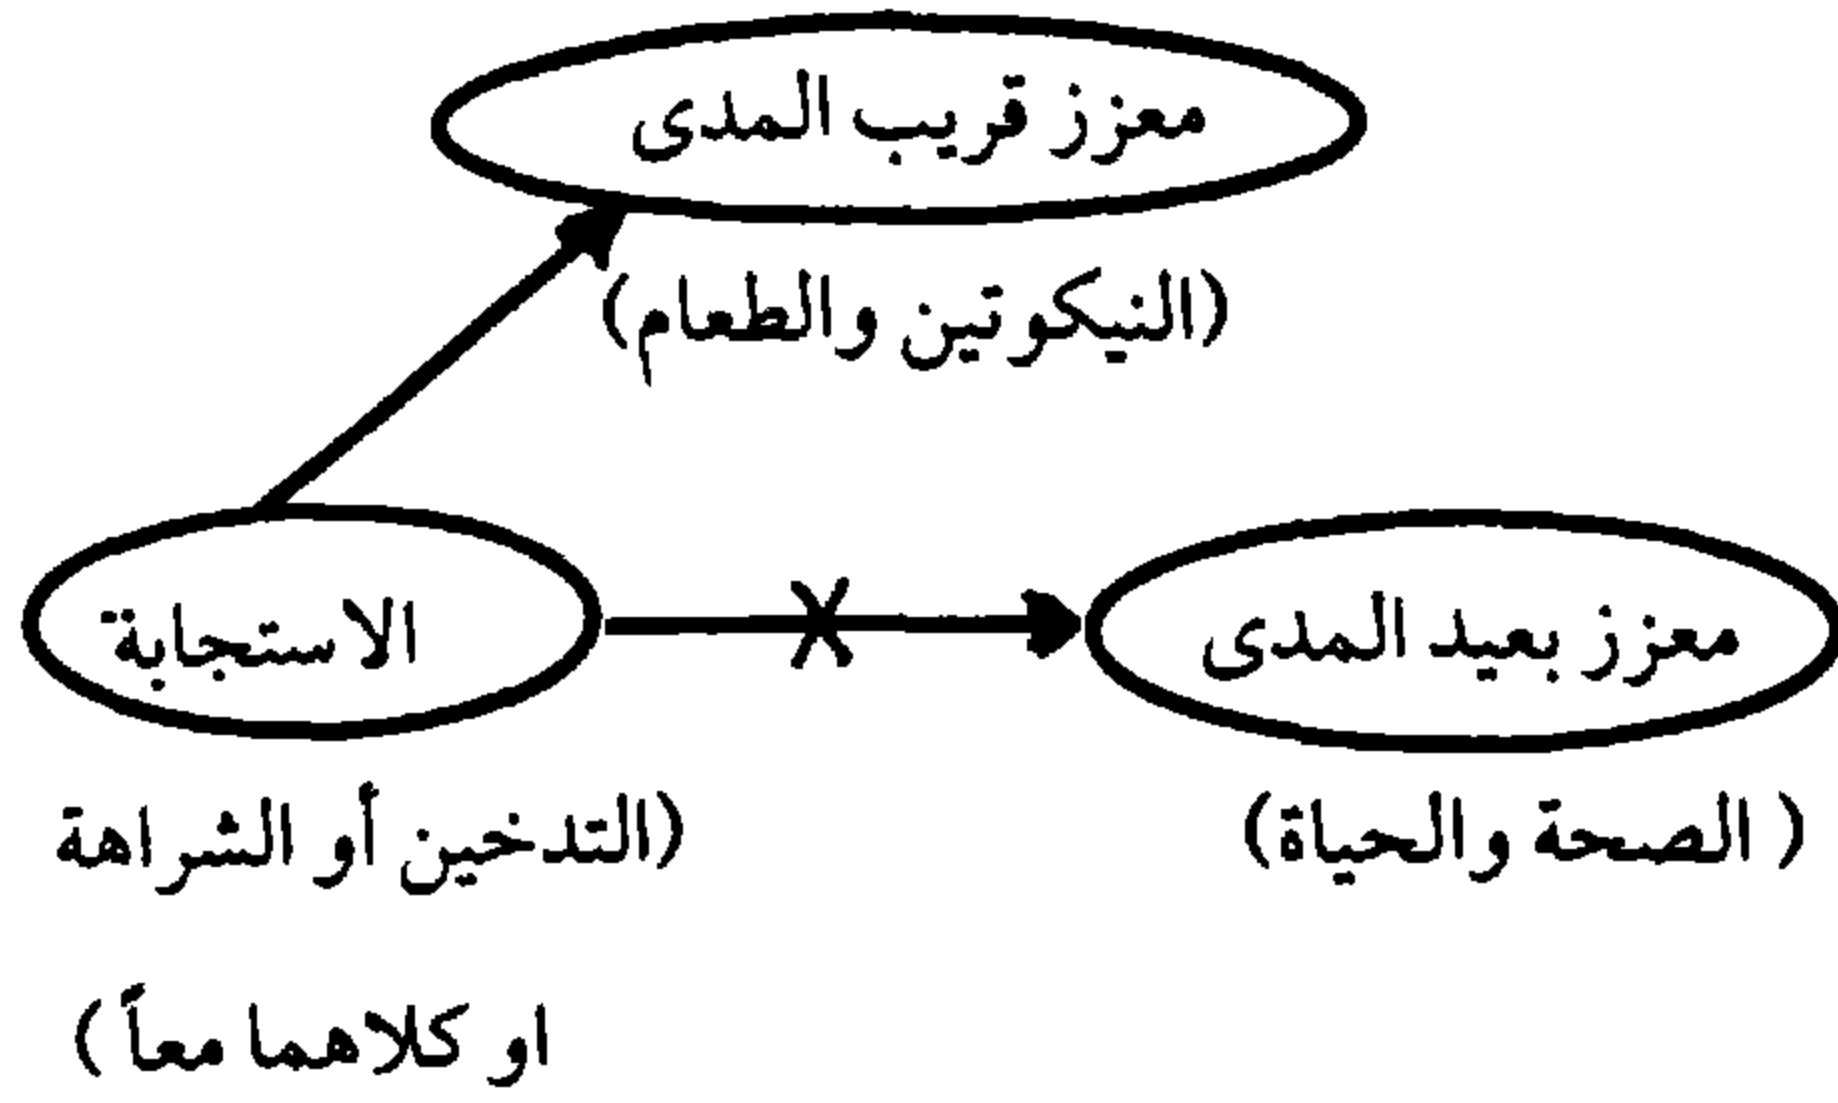 معزز قريب المدى
(النيكوتين والطعام)
معزز بعيد المدى
الاستجابة
( الصحة والحياة)
(التدخين أو الشراهة
او كلاهما معاً )